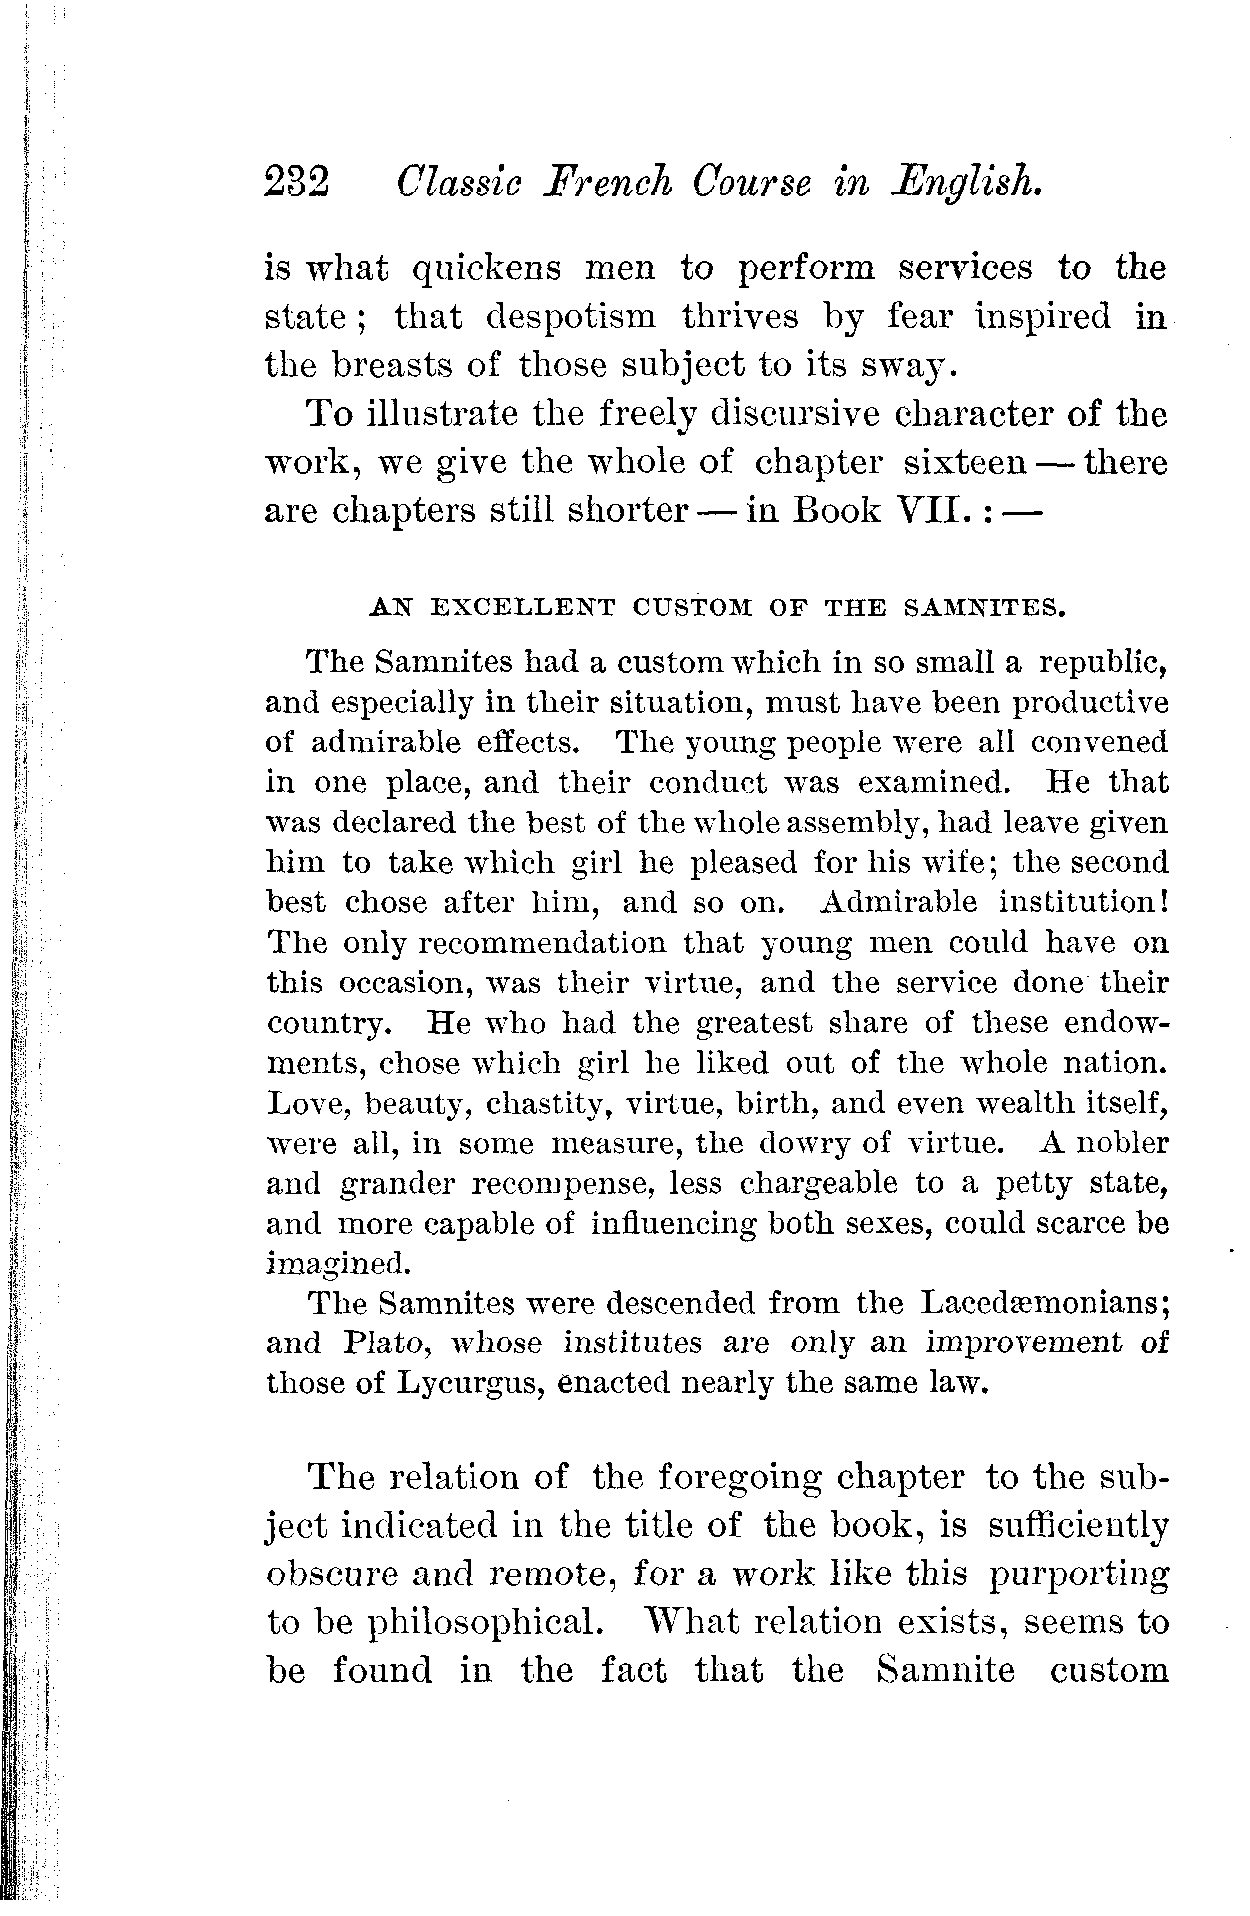 232 Classic French Course in English.
is what quickens men to perform services to the
state; that despotism thrives by fear inspired in
the breasts of those subject to its sway.
To illustrate the freely discursive character of the
work, we give the whole of chapter sixteen — there
are chapters still shorter — in Book VII. : —
AN EXCELLENT CUSTOM OF THE SAMNITES.
The Samnites had a custom which in so small a republic,
and especially in their situation, must have been productive
of admirable effects. The young people were all convened
in one place, and their conduct was examined. He that
was declared the best of the whole assembly, had leave given
him to take which girl he pleased for his wife; the second
best chose after him, and so on. Admirable institution!
The only recommendation that young men could have on
this occasion, was their virtue, and the service done their
country. He who had the greatest share of these endow-
ments, chose which girl he liked out of the whole nation.
Love, beauty, chastity, virtue, birth, and even wealth itself,
were all, in some measure, the dowry of virtue. A nobler
and grander recompense, less chargeable to a petty state,
and more capable of influencing both sexes, could scarce be
imagined.
The Samnites were descended from the Lacedæmonians;
and Plato, whose institutes are only an improvement of
those of Lycurgus, enacted nearly the same law.
The relation of the foregoing chapter to the sub-
ject indicated in the title of the book, is sufficiently
obscure and remote, for a work like this purporting
to be philosophical. What relation exists, seems to
be found in the fact that the Samnite custom